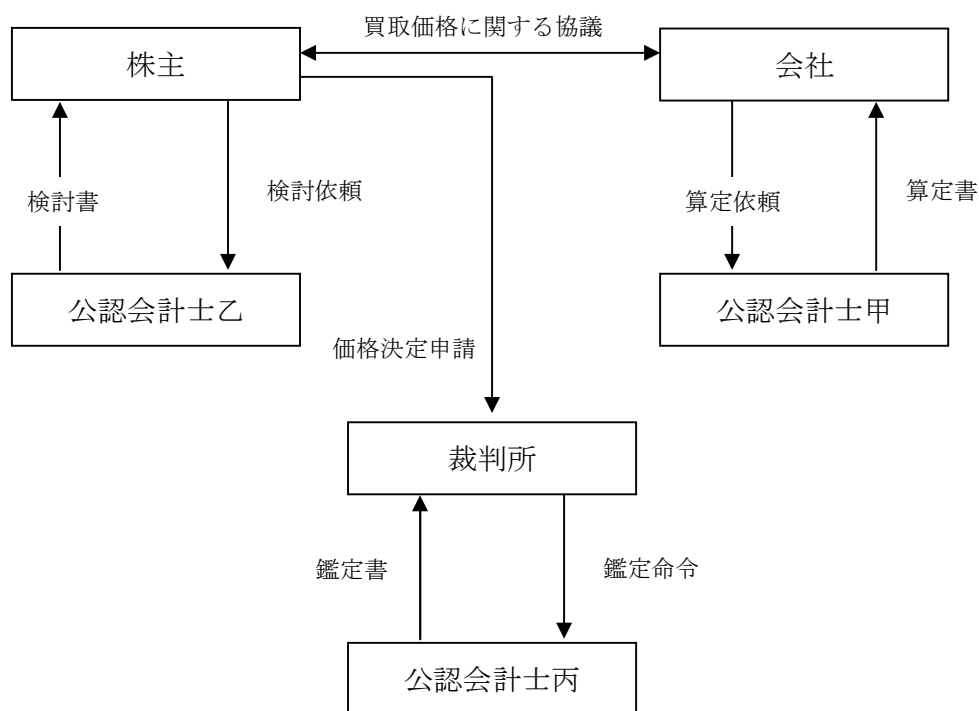 買取価格に関する協議
株主
会社
検討書
検討依頼
算定依頼
算定書
公認会計士乙
公認会計士甲
価格決定申請
裁判所
鑑定書
鑑定命令
公認会計士丙